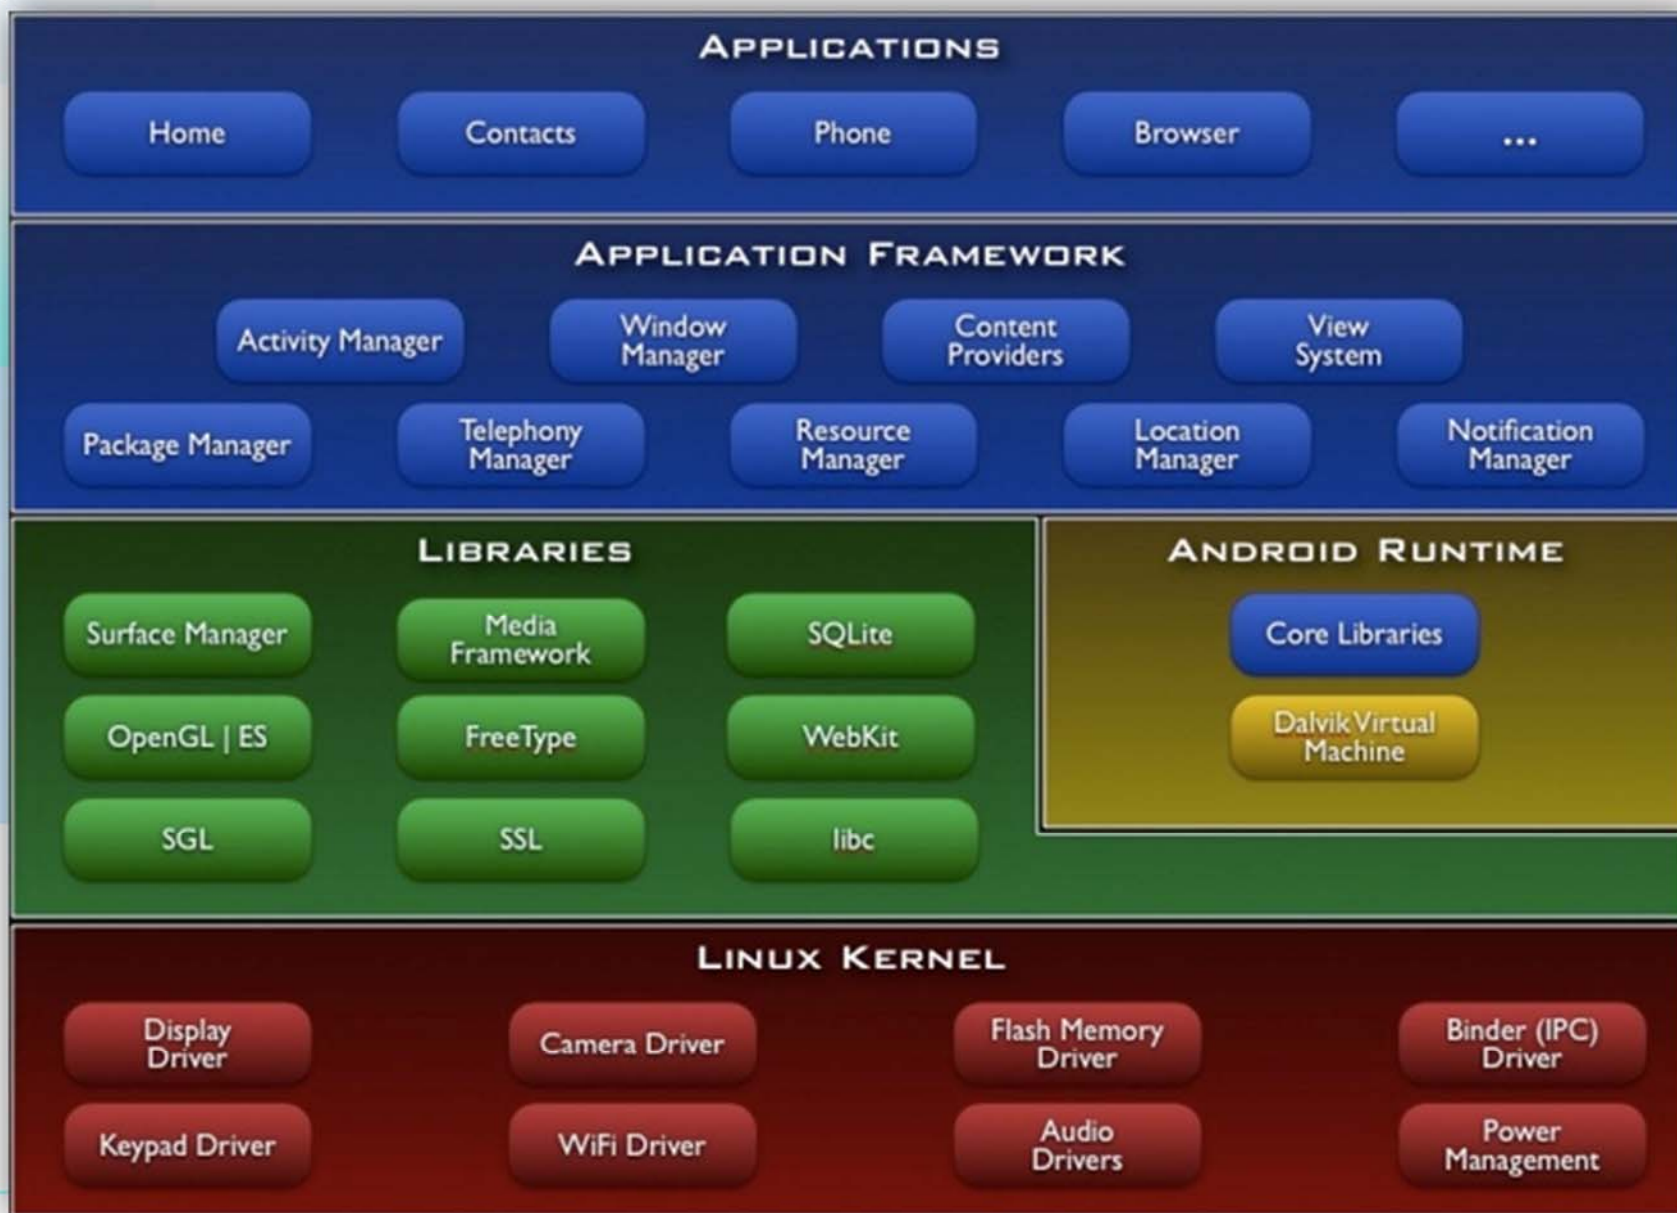 APPLICATIONS
Home
Contacts
Phone
Browser
...
APPLICATION FRAMEWORK
Activity Manager
Window
Manager
Content
Providers
View
System
Package Manager
Telephony
Manager
Resource
Manager
Location
Manager
Notification
Manager
LIBRARIES
Surface Manager
Media
Framework
SQLite
OpenGL | ES
FreeType
WebKit
SGL
SSL
libc
ANDROID RUNTIME
Core Libraries
Dalvik Virtual
Machine
LINUX KERNEL
Display
Driver
Camera Driver
Flash Memory
Driver
Binder (IPC)
Driver
Keypad Driver
WiFi Driver
Audio
Drivers
Power
Management